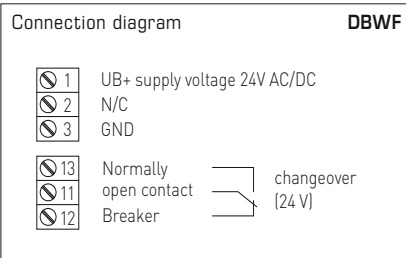 Connection diagram DBWF
1 UB+ supply voltage 24V AC/DC
2 N/C
3 GND
13 Normally
11 open contact
12 Breaker
changeover
(24 V)